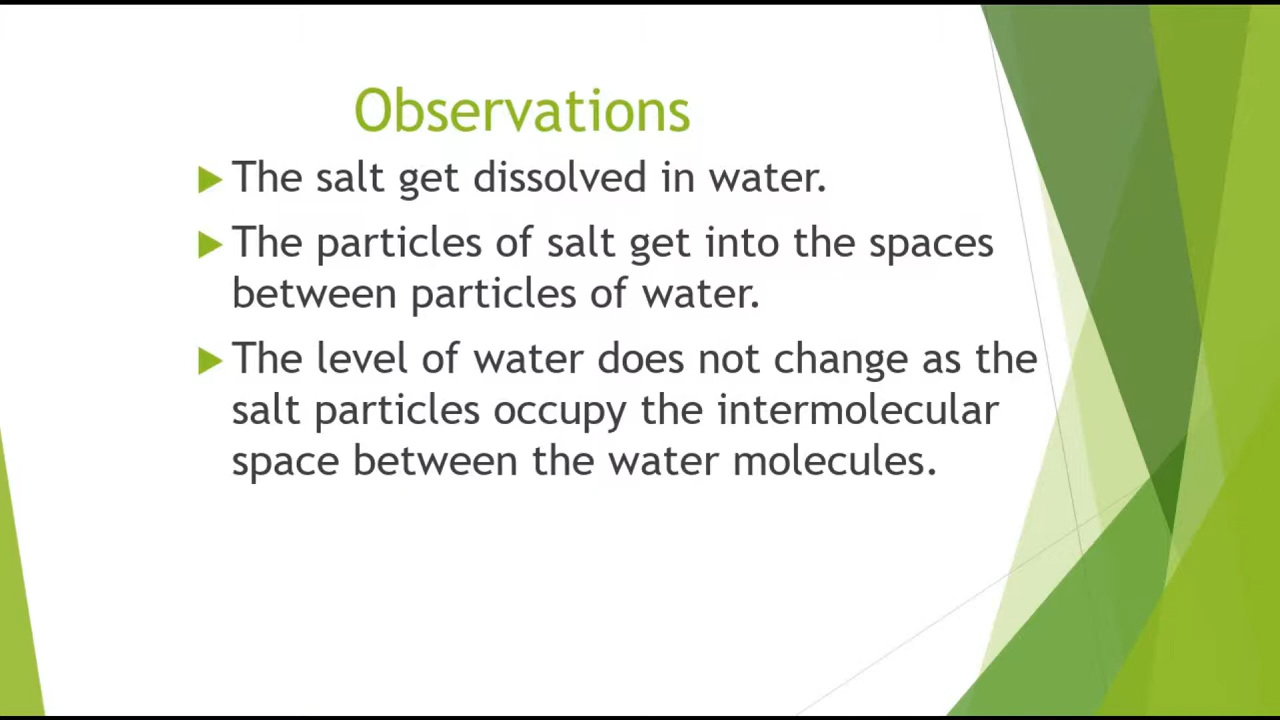 Observations
The salt get dissolved in water.
The particles of salt get into the spaces
between particles of water.
The level of water does not change as the
salt particles occupy the intermolecular
space between the water molecules.